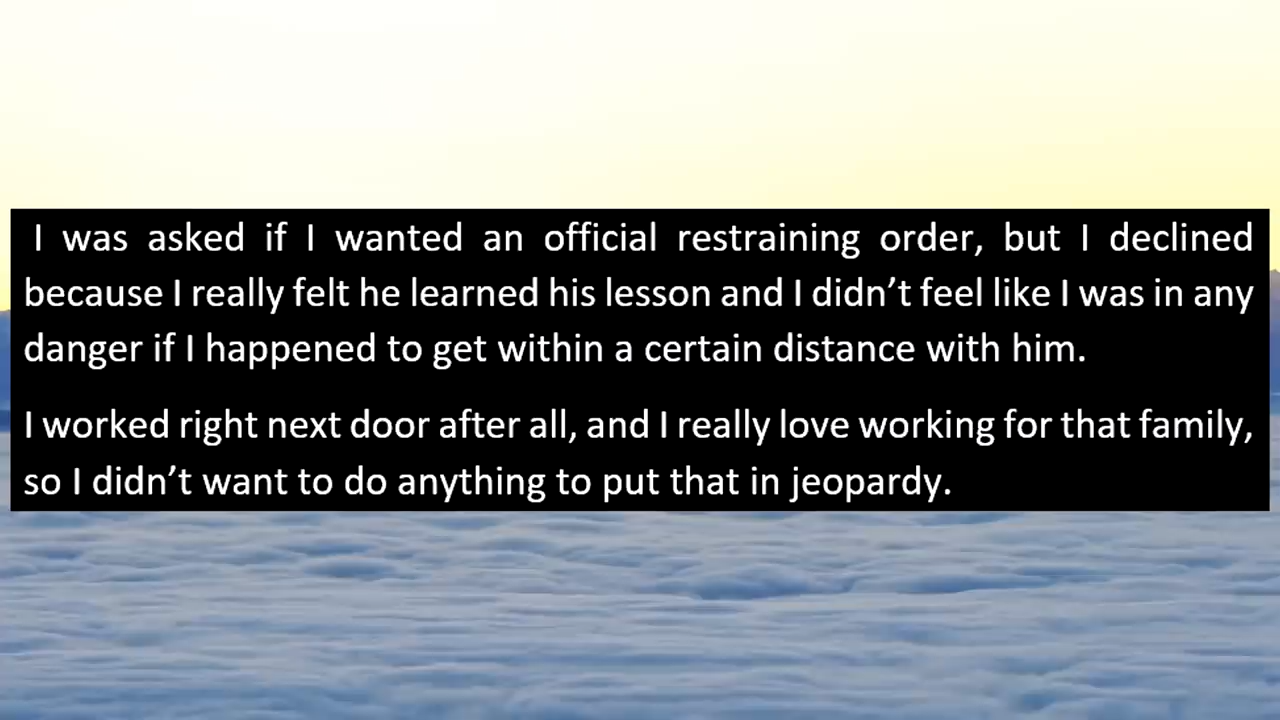 I was asked if I wanted an official restraining order, but I declined
because I really felt he learned his lesson and I didn’t feel like I was in any
danger if I happened to get within a certain distance with him.
I worked right next door after all, and I really love working for that family,
so I didn’t want to do anything to put that in jeopardy.